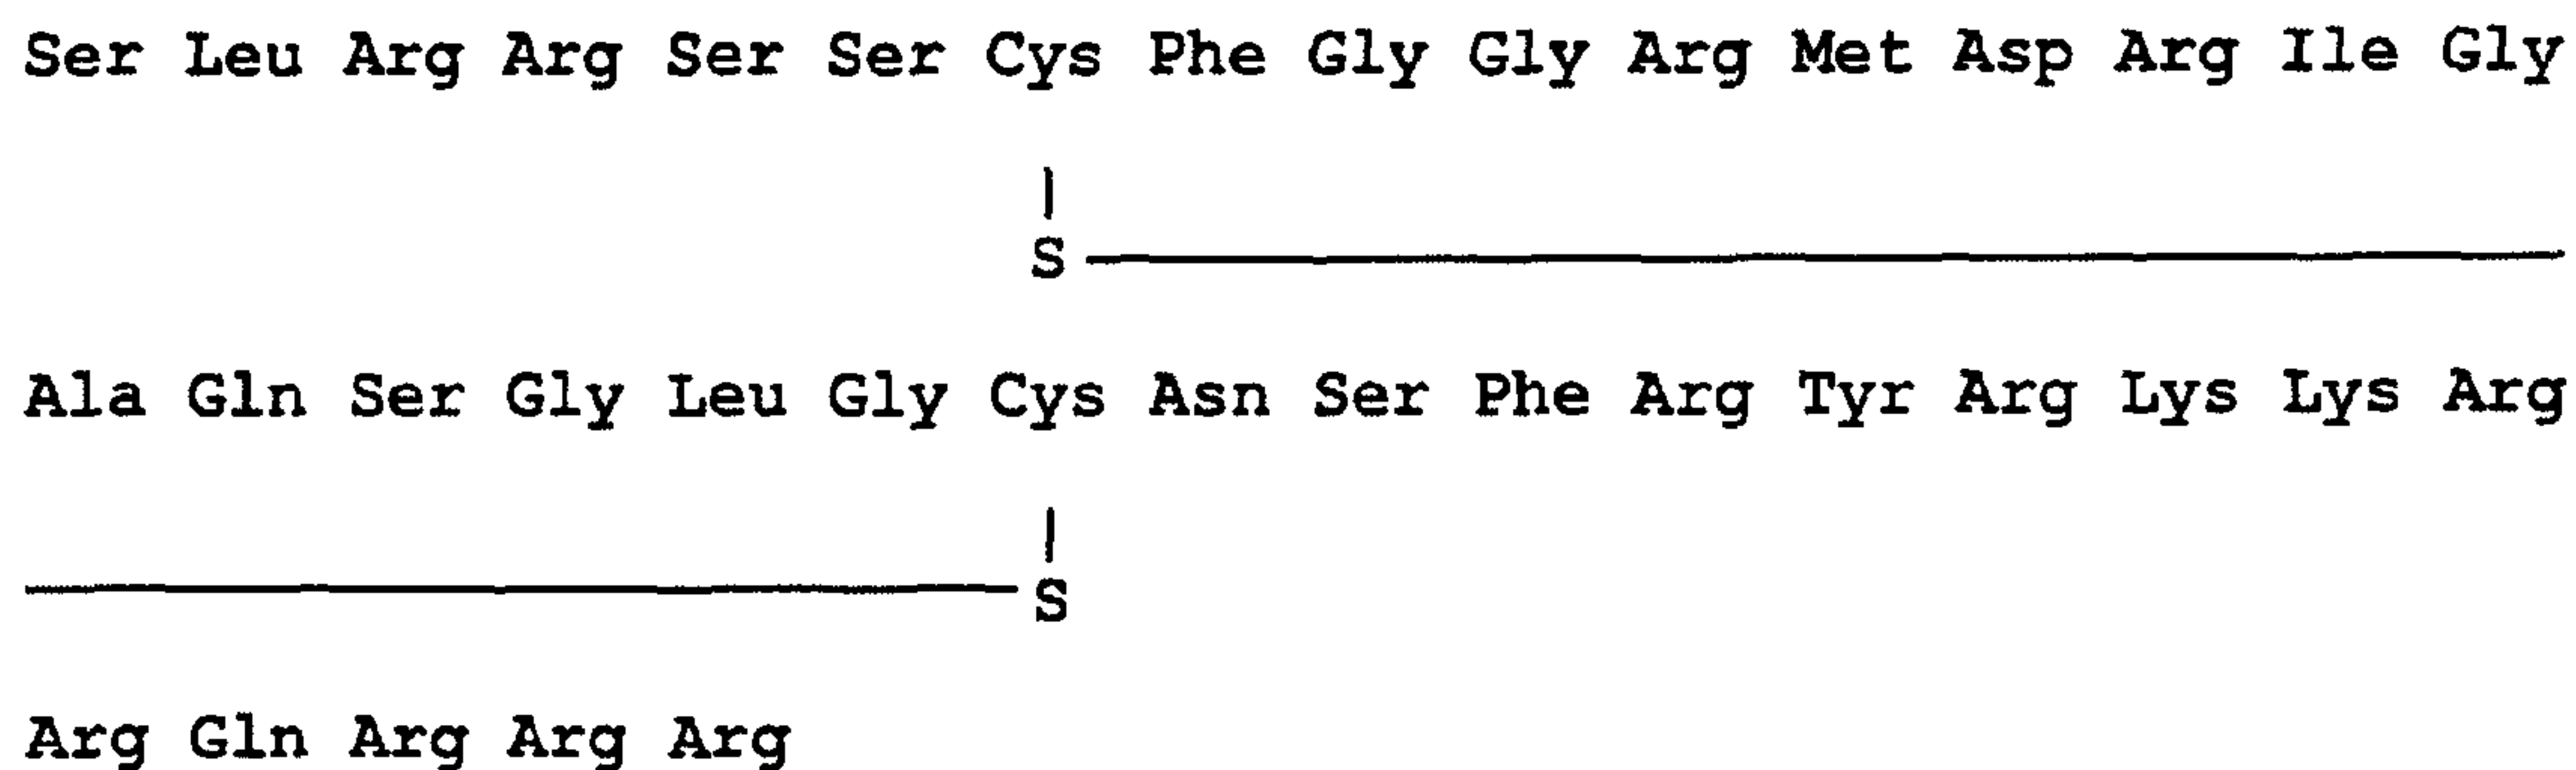 Ser Leu Arg Arg Ser Ser Cys Phe Gly Gly Arg Met Asp Arg Ile Gly
S
Ala Gln Ser Gly Leu Gly Cys Asn Ser Phe Arg Tyr Arg Lys Lys Arg
S
Arg Gln Arg Arg Arg